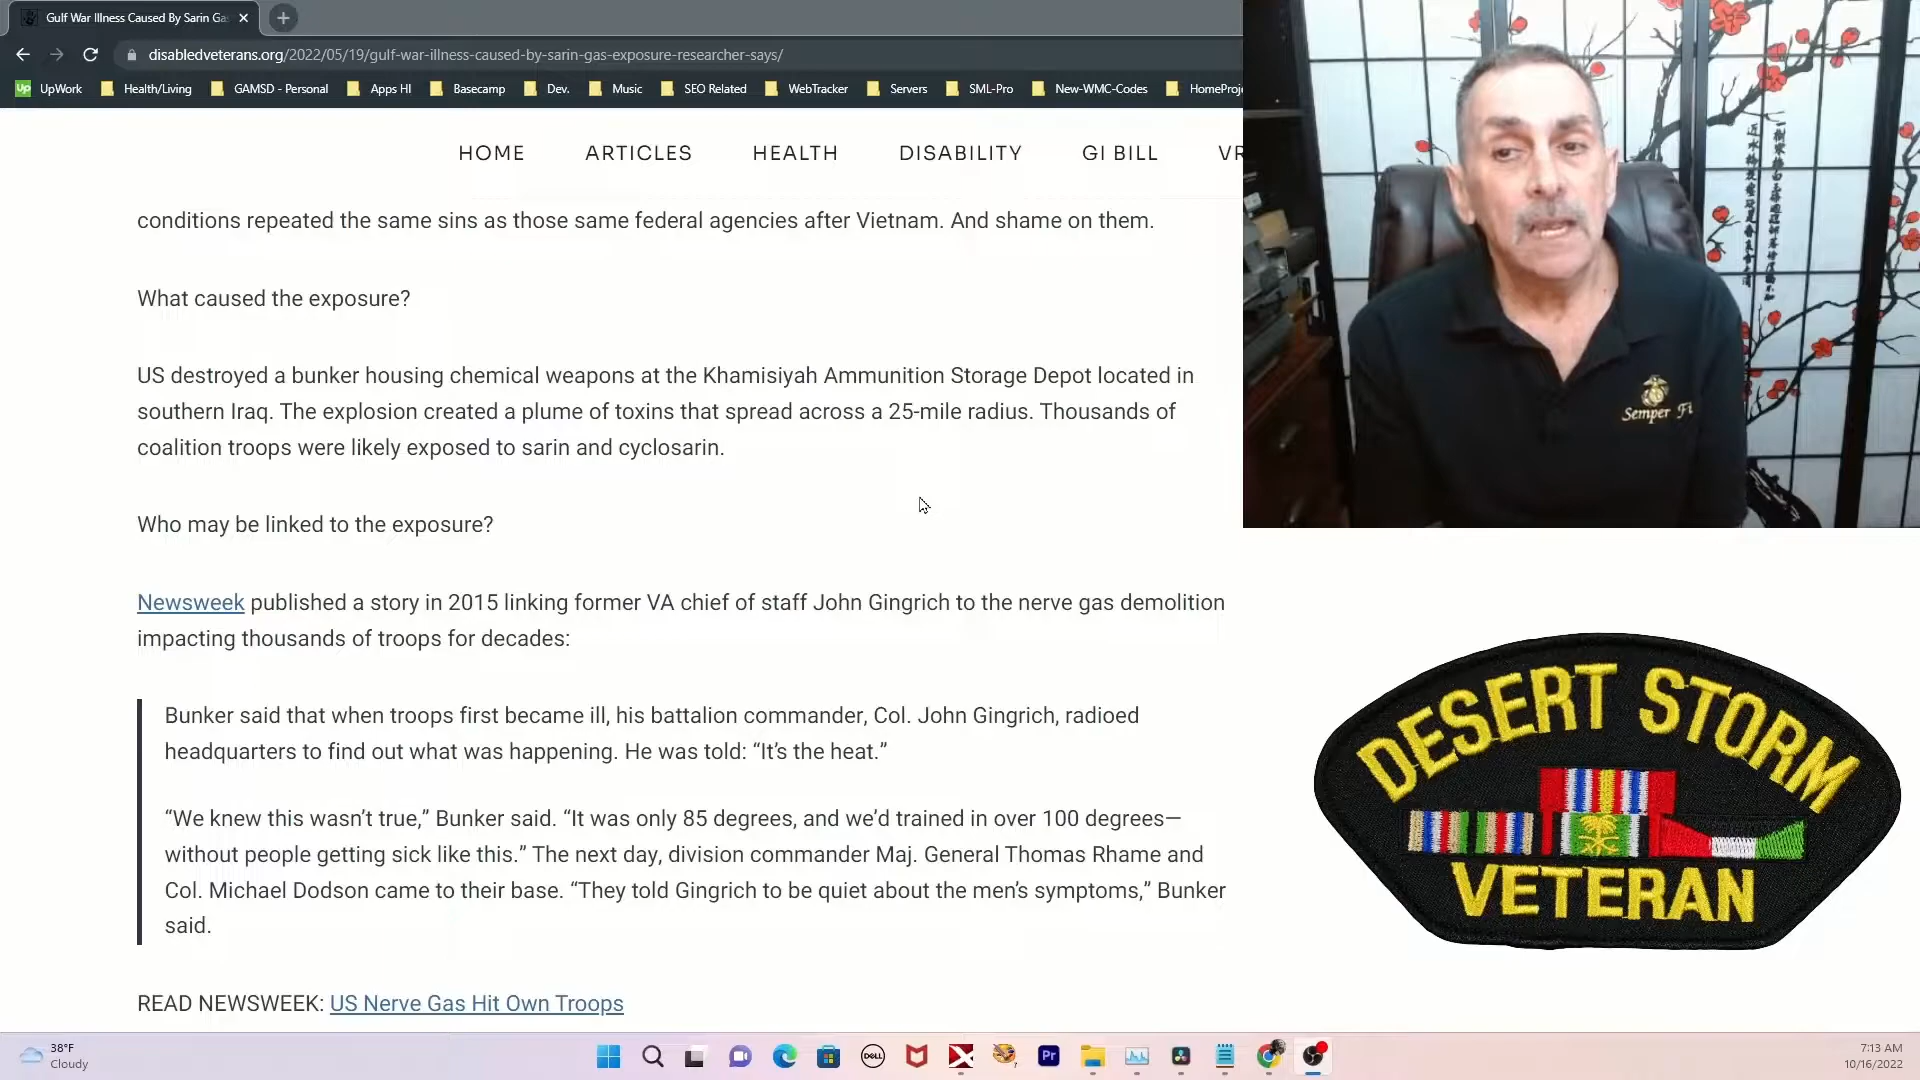 Gulf War Illness Caused By Sarin Ga
disabledveterans.org/2022/05/19/gulf-war-illness-caused-by-sarin-gas-exposure-researcher-says/
Up UpWork Health/Living GAMSD - Personal Apps HI Basecamp Dev. Music SEO Related WebTracker Servers SML-Pro New-WMC-Codes HomeProje
HOME ARTICLES HEALTH DISABILITY GI BILL VR
conditions repeated the same sins as those same federal agencies after Vietnam. And shame on them.
What caused the exposure?
US destroyed a bunker housing chemical weapons at the Khamisiyah Ammunition Storage Depot located in
southern Iraq. The explosion created a plume of toxins that spread across a 25-mile radius. Thousands of
coalition troops were likely exposed to sarin and cyclosarin.
Who may be linked to the exposure?
Newsweek published a story in 2015 linking former VA chief of staff John Gingrich to the nerve gas demolition
impacting thousands of troops for decades:
Bunker said that when troops first became ill, his battalion commander, Col. John Gingrich, radioed
headquarters to find out what was happening. He was told: “It’s the heat.”
“We knew this wasn’t true,” Bunker said. “It was only 85 degrees, and we’d trained in over 100 degrees—
without people getting sick like this.” The next day, division commander Maj. General Thomas Rhame and
Col. Michael Dodson came to their base. “They told Gingrich to be quiet about the men’s symptoms,” Bunker
said.
READ NEWSWEEK: US Nerve Gas Hit Own Troops
Semper Fi
DESERT STORM
VETERAN
38°F
Cloudy
DELL
Pr
7:13 AM
10/16/2022